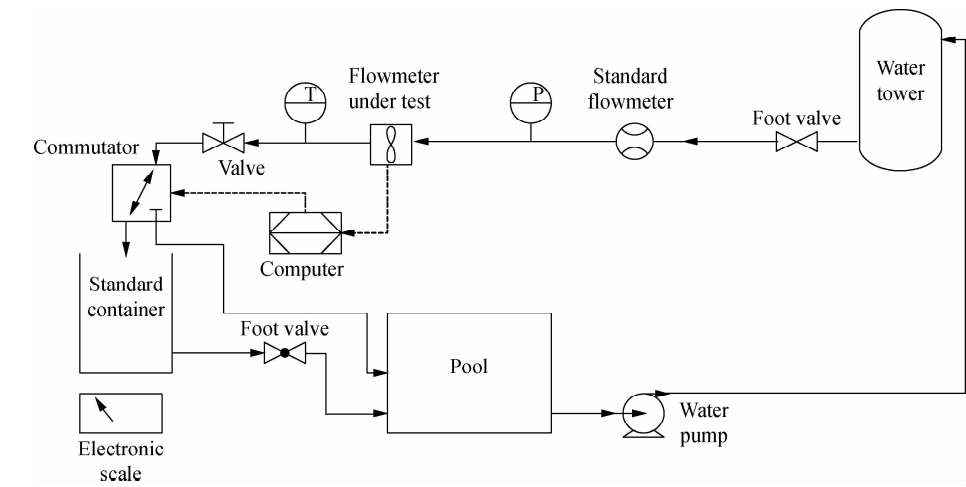 Water
tower
Flowmeter
under test
Standard
flowmeter
T
P
Foot valve
Commutator
Valve
Computer
Standard
container
Foot valve
Pool
Water
pump
Electronic
scale